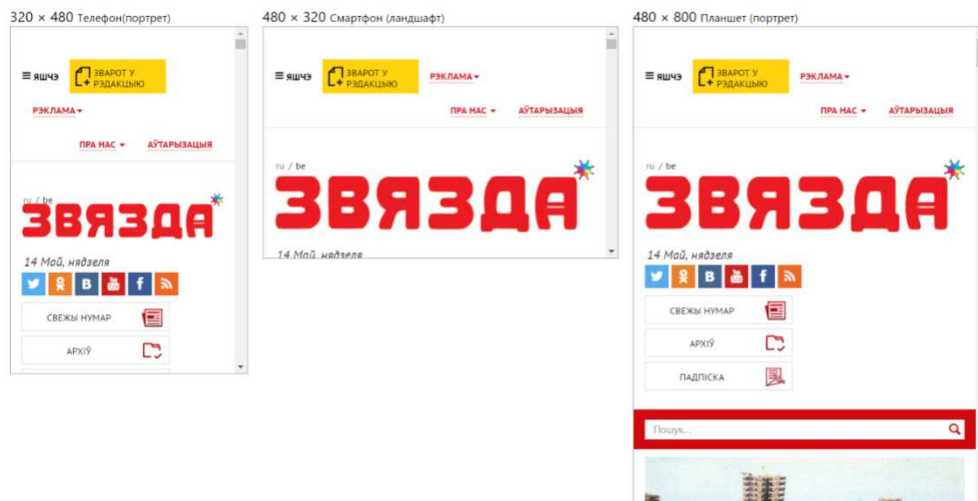 320 × 480 Телефон(портрет)
≡ ЯШЧЭ
ЗВАРОТ У
РЭДАКЦЫЮ
РЭКЛАМА
ПРА НАС
АЎТАРЫЗАЦЫЯ
ru / be
ЗВЯЗДА
14 Май, нядзеля
СВЕЖЫ НУМАР
АРХІЎ
480 × 320 Смартфон (ландшафт)
≡ ЯШЧЭ
ЗВАРОТ У
РЭДАКЦЫЮ
РЭКЛАМА
ПРА НАС
АЎТАРЫЗАЦЫЯ
ru / be
ЗВЯЗДА
14 Май, нядзеля
480 × 800 Планшет (портрет)
≡ ЯШЧЭ
ЗВАРОТ У
РЭДАКЦЫЮ
РЭКЛАМА
ПРА НАС
АЎТАРЫЗАЦЫЯ
ru / be
ЗВЯЗДА
14 Май, нядзеля
СВЕЖЫ НУМАР
АРХІЎ
ПАДПІСКА
Пошук...